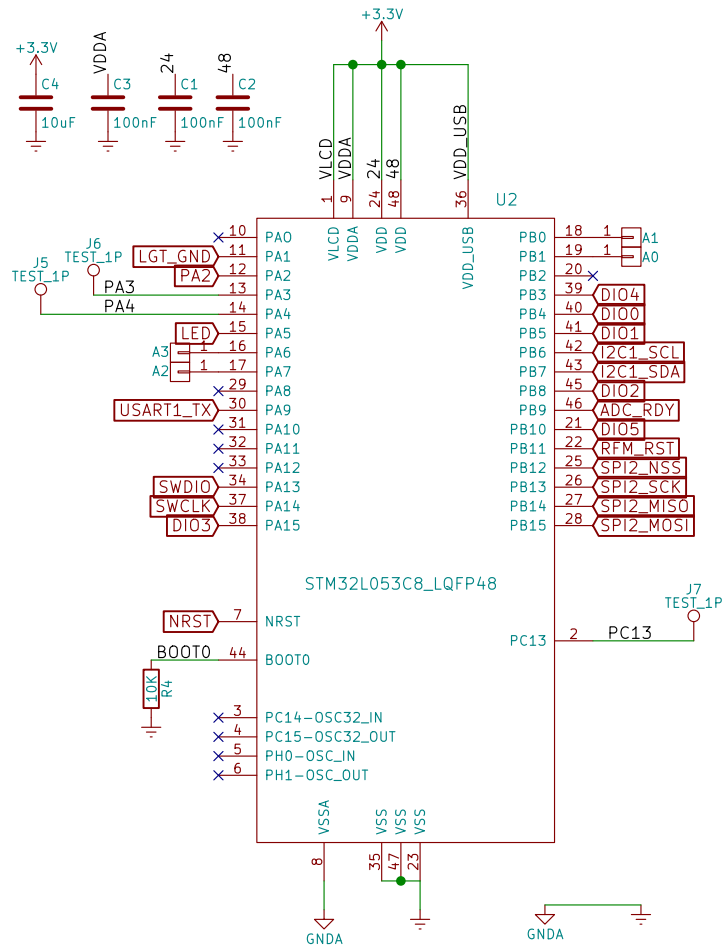 +3.3V
+3.3V
VDDA
24
48
C4
C3
C1
C2
10uF
100nF
100nF
100nF
VLCD
VDDA
24
48
VDD_USB
1
9
24
48
36
U2
VLCD
VDDA
VDD
VDD
VDD_USB
10 PA0
LGT_GND 11 PA1
PA2 12 PA2
J6
TEST_1P
J5
TEST_1P
PA3 13 PA3
PA4 14 PA4
LED 15 PA5
A3 1 16 PA6
A2 1 17 PA7
29 PA8
USART1_TX 30 PA9
31 PA10
32 PA11
33 PA12
SWDIO 34 PA13
SWCLK 37 PA14
DIO3 38 PA15
PB0 18 1 A1
PB1 19 1 A0
PB2 20
PB3 39 DIO4
PB4 40 DIO0
PB5 41 DIO1
PB6 42 I2C1_SCL
PB7 43 I2C1_SDA
PB8 45 DIO2
PB9 46 ADC_RDY
PB10 21 DIO5
PB11 22 RFM_RST
PB12 25 SPI2_NSS
PB13 26 SPI2_SCK
PB14 27 SPI2_MISO
PB15 28 SPI2_MOSI
STM32L053C8_LQFP48
J7
TEST_1P
NRST 7 NRST
PC13 2 PC13
BOOT0 44 BOOT0
10K
R4
3 PC14-OSC32_IN
4 PC15-OSC32_OUT
5 PH0-OSC_IN
6 PH1-OSC_OUT
VSSA
VSS
VSS
VSS
8
35
47
23
GNDA
GNDA